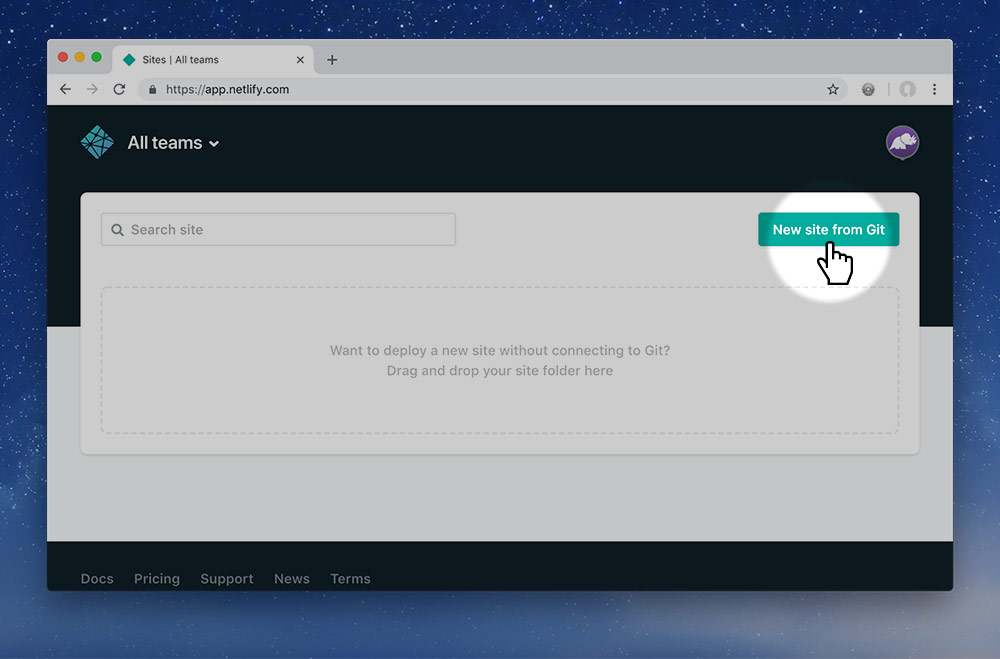 Sites | All teams
https://app.netlify.com
All teams
Search site
New site from Git
Want to deploy a new site without connecting to Git?
Drag and drop your site folder here
Docs Pricing Support News Terms